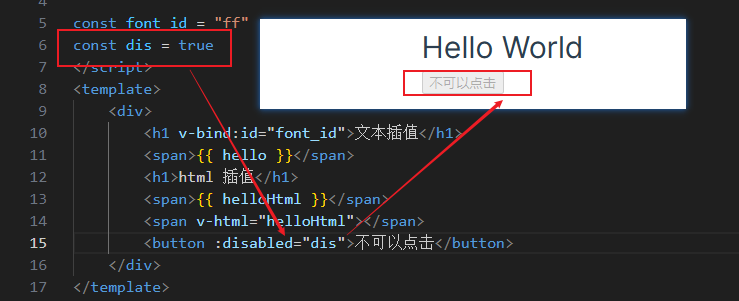 4
5 const font_id = "ff"
6 const dis = true
7 </script>
8 <template>
9 <div>
10 <h1 v-bind:id="font_id">文本插值</h1>
11 <span>{{ hello }}</span>
12 <h1>html 插值</h1>
13 <span>{{ helloHtml }}</span>
14 <span v-html="helloHtml"></span>
15 <button :disabled="dis">不可以点击</button>
16 </div>
17 </template>
Hello World
不可以点击